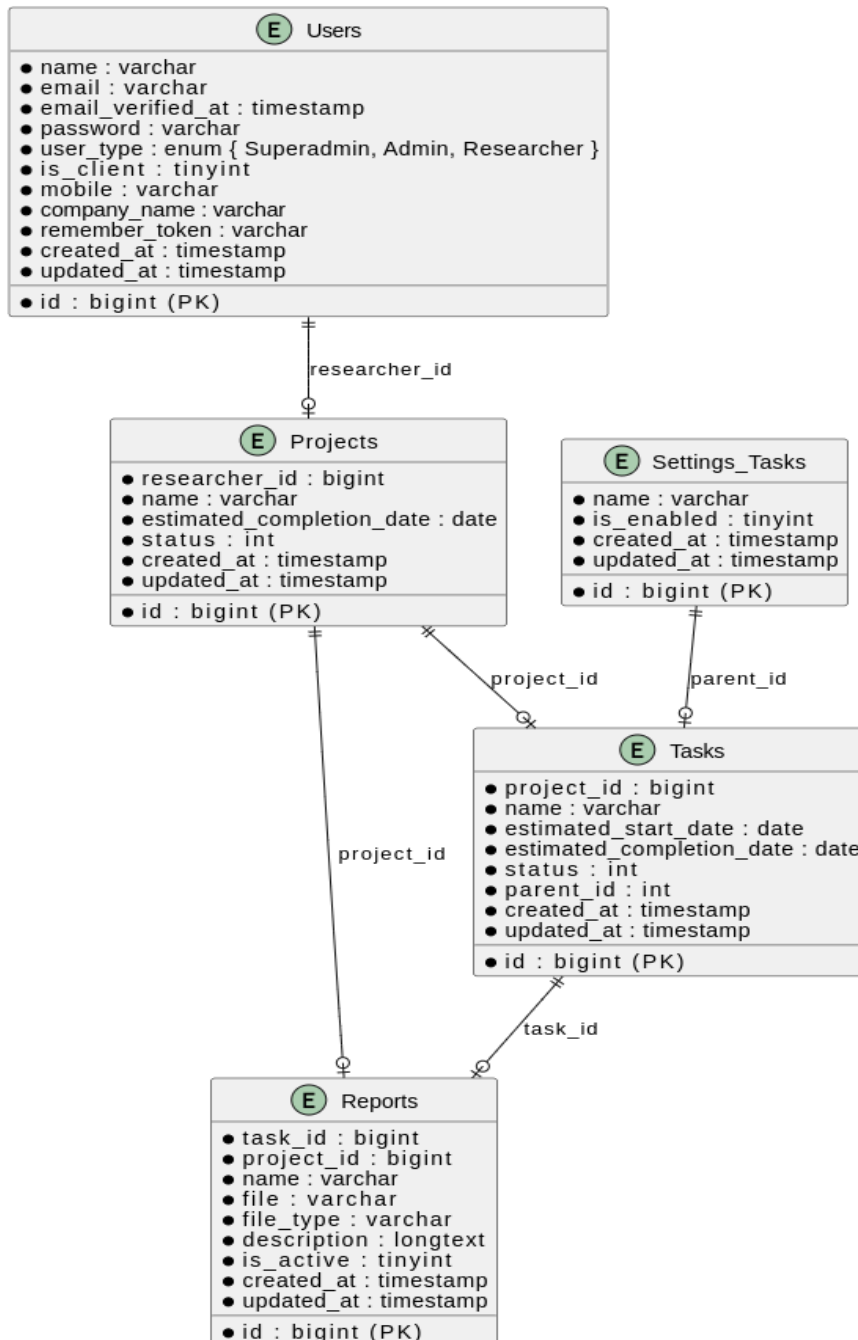 E Users
name : varchar
email : varchar
email_verified_at : timestamp
password : varchar
user_type : enum { Superadmin, Admin, Researcher }
is_client : tinyint
mobile : varchar
company_name : varchar
remember_token : varchar
created_at : timestamp
updated_at : timestamp
id : bigint (PK)
researcher_id
E Projects
researcher_id : bigint
name : varchar
estimated_completion_date : date
status : int
created_at : timestamp
updated_at : timestamp
id : bigint (PK)
E Settings_Tasks
name : varchar
is_enabled : tinyint
created_at : timestamp
updated_at : timestamp
id : bigint (PK)
project_id
parent_id
E Tasks
project_id : bigint
name : varchar
estimated_start_date : date
estimated_completion_date : date
status : int
parent_id : int
created_at : timestamp
updated_at : timestamp
id : bigint (PK)
project_id
task_id
E Reports
task_id : bigint
project_id : bigint
name : varchar
file : varchar
file_type : varchar
description : longtext
is_active : tinyint
created_at : timestamp
updated_at : timestamp
id : bigint (PK)